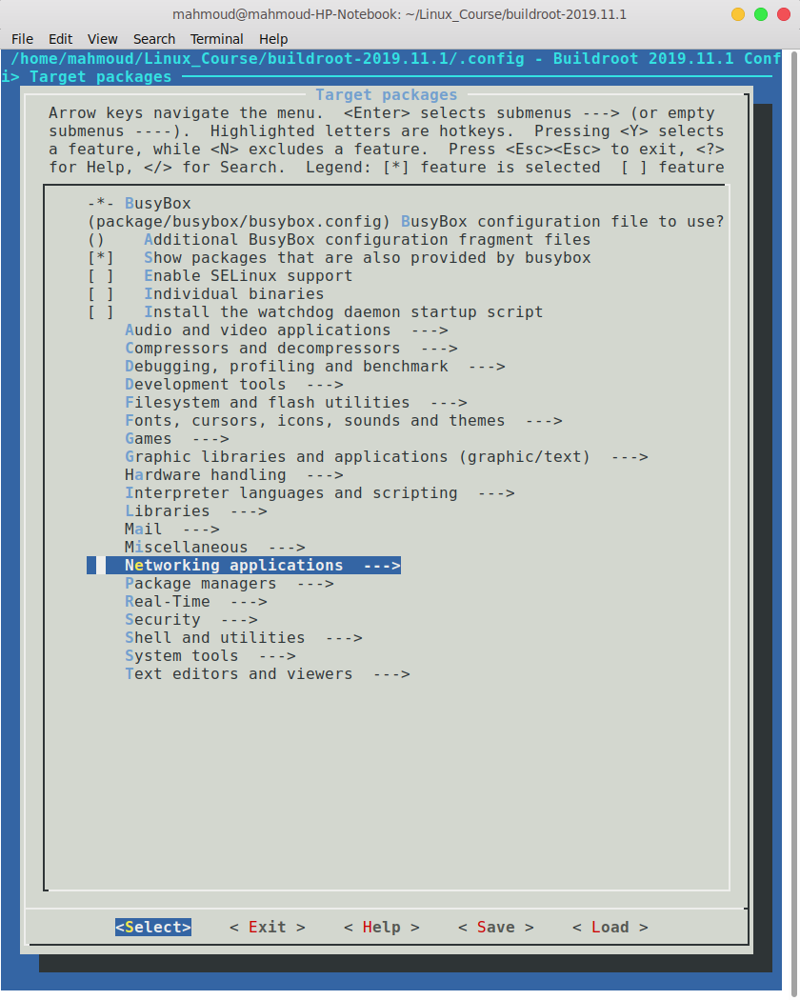 mahmoud@mahmoud-HP-Notebook: ~/Linux_Course/buildroot-2019.11.1
File Edit View Search Terminal Help
/home/mahmoud/Linux_Course/buildroot-2019.11.1/.config - Buildroot 2019.11.1 Conf
i> Target packages
Target packages
Arrow keys navigate the menu. <Enter> selects submenus ---> (or empty
submenus ----). Highlighted letters are hotkeys. Pressing <Y> selects
a feature, while <N> excludes a feature. Press <Esc><Esc> to exit, <?>
for Help, </> for Search. Legend: [*] feature is selected [ ] feature
-*- BusyBox
(package/busybox/busybox.config) BusyBox configuration file to use?
() Additional BusyBox configuration fragment files
[*] Show packages that are also provided by busybox
[ ] Enable SELinux support
[ ] Individual binaries
[ ] Install the watchdog daemon startup script
Audio and video applications --->
Compressors and decompressors --->
Debugging, profiling and benchmark --->
Development tools --->
Filesystem and flash utilities --->
Fonts, cursors, icons, sounds and themes --->
Games --->
Graphic libraries and applications (graphic/text) --->
Hardware handling --->
Interpreter languages and scripting --->
Libraries --->
Mail --->
Miscellaneous --->
Networking applications --->
Package managers --->
Real-Time --->
Security --->
Shell and utilities --->
System tools --->
Text editors and viewers --->
<Select> < Exit > < Help > < Save > < Load >